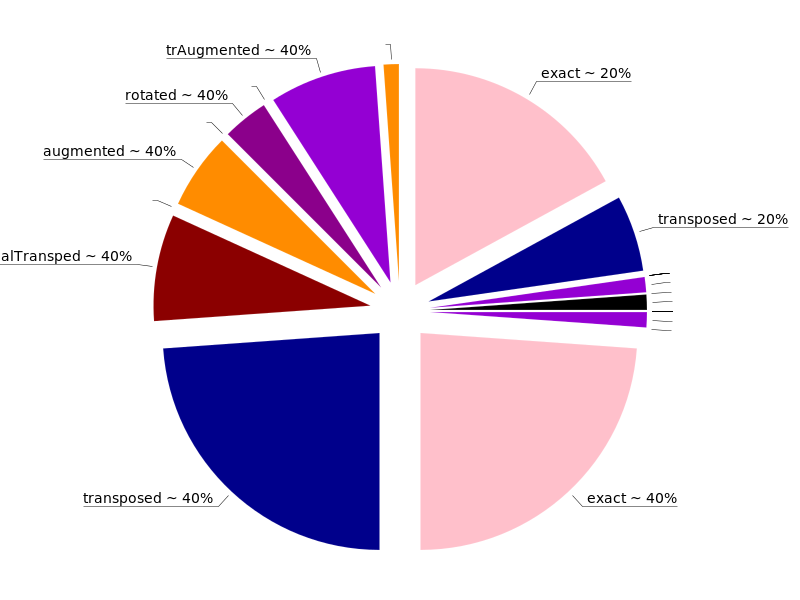 trAugmented ~ 40%
exact ~ 20%
rotated ~ 40%
augmented ~ 40%
transposed ~ 20%
alTransped ~ 40%
transposed ~ 40%
exact ~ 40%